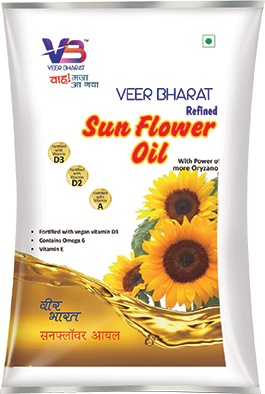 VB
TM
VEER BHARAT
वाह! मजा
आ गया
VEER BHARAT
Refined
Sun Flower
Oil
With Power of
more Oryzano
Fortified
with Vitamin
D3
Fortified
with Vitamin
D2
Fortified
with Vitamin
A
Fortified with vegan vitamin D3
Contains Omega 6
Vitamin E
वीर
भारत
सनफ्लॉवर आयल